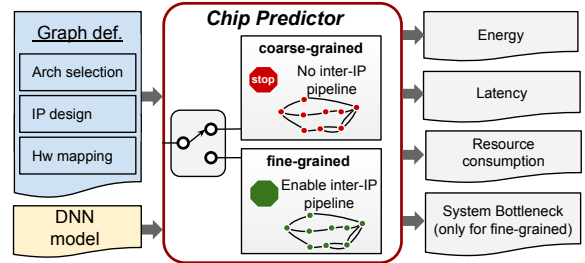 Graph def.
Arch selection
IP design
Hw mapping
DNN
model
Chip Predictor
coarse-grained
stop
No inter-IP
pipeline
fine-grained
Enable inter-IP
pipeline
Energy
Latency
Resource
consumption
System Bottleneck
(only for fine-grained)